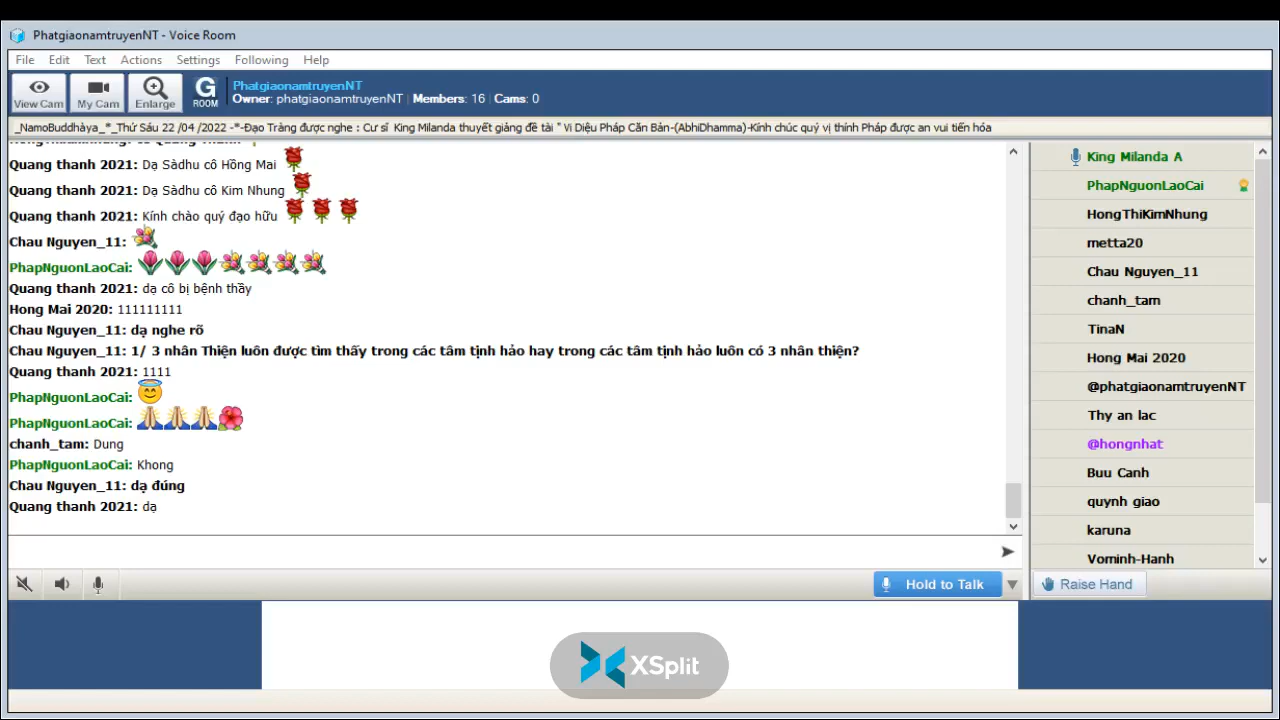 PhatgiaonamtruyenNT - Voice Room
File Edit Text Actions Settings Following Help
View Cam
My Cam
Enlarge
G ROOM
PhatgiaonamtruyenNT
Owner: phatgiaonamtruyenNT | Members: 16 | Cams: 0
_NamoBuddhàya_*_Thứ Sáu 22 /04 /2022 -*-Đạo Tràng được nghe : Cư sĩ King Milanda thuyết giảng đề tài " Vi Diệu Pháp Căn Bản-(AbhiDhamma)-Kính chúc quý vị thính Pháp được an vui tiến hóa
Quang thanh 2021: Dạ Sàdhu cô Hồng Mai
Quang thanh 2021: Dạ Sàdhu cô Kim Nhung
Quang thanh 2021: Kính chào quý đạo hữu
Chau Nguyen_11:
PhapNguonLaoCai:
Quang thanh 2021: dạ cô bị bệnh thầy
Hong Mai 2020: 111111111
Chau Nguyen_11: dạ nghe rõ
Chau Nguyen_11: 1/ 3 nhân Thiện luôn được tìm thấy trong các tâm tịnh hảo hay trong các tâm tịnh hảo luôn có 3 nhân thiện?
Quang thanh 2021: 1111
PhapNguonLaoCai:
PhapNguonLaoCai:
chanh_tam: Dung
PhapNguonLaoCai: Khong
Chau Nguyen_11: dạ đúng
Quang thanh 2021: dạ
King Milanda A
PhapNguonLaoCai
HongThiKimNhung
metta20
Chau Nguyen_11
chanh_tam
TinaN
Hong Mai 2020
@phatgiaonamtruyenNT
Thy an lac
@hongnhat
Buu Canh
quynh giao
karuna
Vominh-Hanh
Hold to Talk
Raise Hand
XSplit